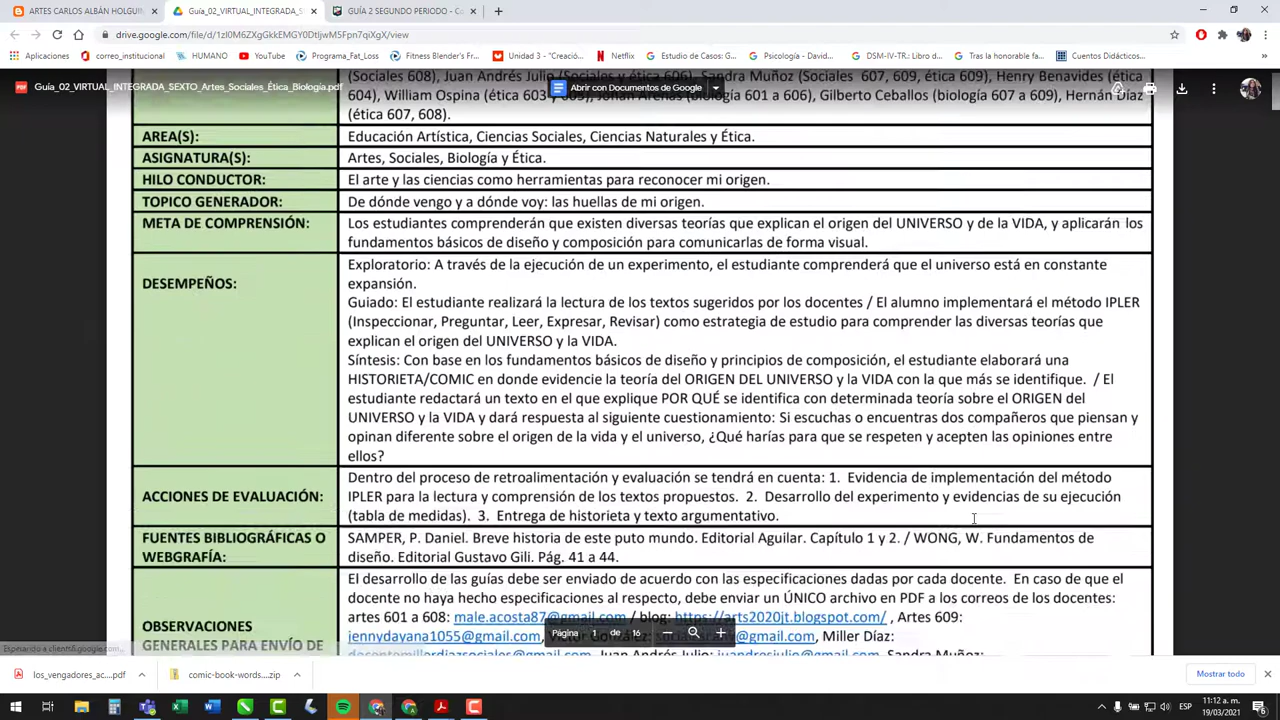 ARTES CARLOS ALBÁN HOLGUIN
Guía_02_VIRTUAL_INTEGRADA_S
GUÍA 2 SEGUNDO PERIODO - C
drive.google.com/file/d/1zI0M6ZXgGkkEMGY0DtIjwM5Fpn7qiXgX/view
Aplicaciones
correo_institucional
HUMANO
YouTube
Programa_Fat_Loss
Fitness Blender's Fr...
Unidad 3 - "Creació...
Netflix
Estudio de Casos: G...
Psicología - David...
DSM-IV-TR.: Libro d...
Tras la honorable fa...
Cuentos Didácticos...
(Sociales 608), Juan Andrés Julio (Sociales y ética 606), Sandra Muñoz (Sociales 607, 609, ética 609), Henry Benavides (ética
Guía_02_VIRTUAL_INTEGRADA_SEXTO_Artes_Sociales_Ética_Biología.pdf
Abrir con Documentos de Google
604), William Ospina (ética 603 y 605), Julián Arenas (biología 601 a 606), Gilberto Ceballos (biología 607 a 609), Hernán Díaz
(ética 607, 608).
AREA(S):
Educación Artística, Ciencias Sociales, Ciencias Naturales y Ética.
ASIGNATURA(S):
Artes, Sociales, Biología y Ética.
HILO CONDUCTOR:
El arte y las ciencias como herramientas para reconocer mi origen.
TOPICO GENERADOR:
De dónde vengo y a dónde voy: las huellas de mi origen.
META DE COMPRENSIÓN:
Los estudiantes comprenderán que existen diversas teorías que explican el origen del UNIVERSO y de la VIDA, y aplicarán los
fundamentos básicos de diseño y composición para comunicarlas de forma visual.
DESEMPEÑOS:
Exploratorio: A través de la ejecución de un experimento, el estudiante comprenderá que el universo está en constante
expansión.
Guiado: El estudiante realizará la lectura de los textos sugeridos por los docentes / El alumno implementará el método IPLER
(Inspeccionar, Preguntar, Leer, Expresar, Revisar) como estrategia de estudio para comprender las diversas teorías que
explican el origen del UNIVERSO y la VIDA.
Síntesis: Con base en los fundamentos básicos de diseño y principios de composición, el estudiante elaborará una
HISTORIETA/COMIC en donde evidencie la teoría del ORIGEN DEL UNIVERSO y la VIDA con la que más se identifique. / El
estudiante redactará un texto en el que explique POR QUÉ se identifica con determinada teoría sobre el ORIGEN del
UNIVERSO y la VIDA y dará respuesta al siguiente cuestionamiento: Si escuchas o encuentras dos compañeros que piensan y
opinan diferente sobre el origen de la vida y el universo, ¿Qué harías para que se respeten y acepten las opiniones entre
ellos?
ACCIONES DE EVALUACIÓN:
Dentro del proceso de retroalimentación y evaluación se tendrá en cuenta: 1. Evidencia de implementación del método
IPLER para la lectura y comprensión de los textos propuestos. 2. Desarrollo del experimento y evidencias de su ejecución
(tabla de medidas). 3. Entrega de historieta y texto argumentativo.
FUENTES BIBLIOGRÁFICAS O
WEBGRAFÍA:
SAMPER, P. Daniel. Breve historia de este puto mundo. Editorial Aguilar. Capítulo 1 y 2. / WONG, W. Fundamentos de
diseño. Editorial Gustavo Gili. Pág. 41 a 44.
OBSERVACIONES
GENERALES PARA ENVÍO DE
El desarrollo de las guías debe ser enviado de acuerdo con las especificaciones dadas por cada docente. En caso de que el
docente no haya hecho especificaciones al respecto, debe enviar un ÚNICO archivo en PDF a los correos de los docentes:
artes 601 a 608: male.acosta87@gmail.com / blog: https://arts2020jt.blogspot.com/ , Artes 609:
jennydayana1055@gmail.com, @gmail.com, Miller Díaz:
docentemillerdiazsociales@gmail.com, Juan Andrés Julio: juandresjulio@gmail.com, Sandra Muñoz:
Página 1 de 16
los_vengadores_ac....pdf
comic-book-words....zip
Mostrar todo
ESP
11:12 a. m.
19/03/2021